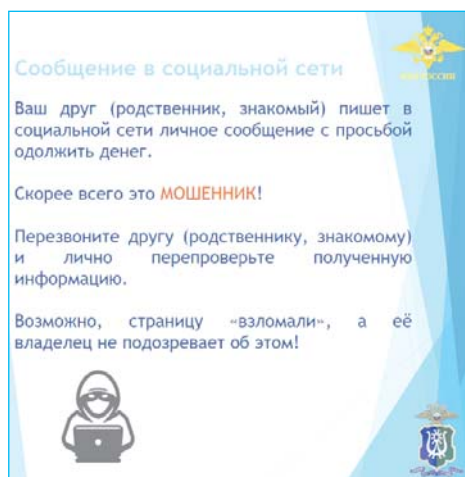 Сообщение в социальной сети
Ваш друг (родственник, знакомый) пишет в
социальной сети личное сообщение с просьбой
одолжить денег.
Скорее всего это МОШЕННИК!
Перезвоните другу (родственнику, знакомому)
и лично перепроверьте полученную
информацию.
Возможно, страницу «взломали», а её
владелец не подозревает об этом!